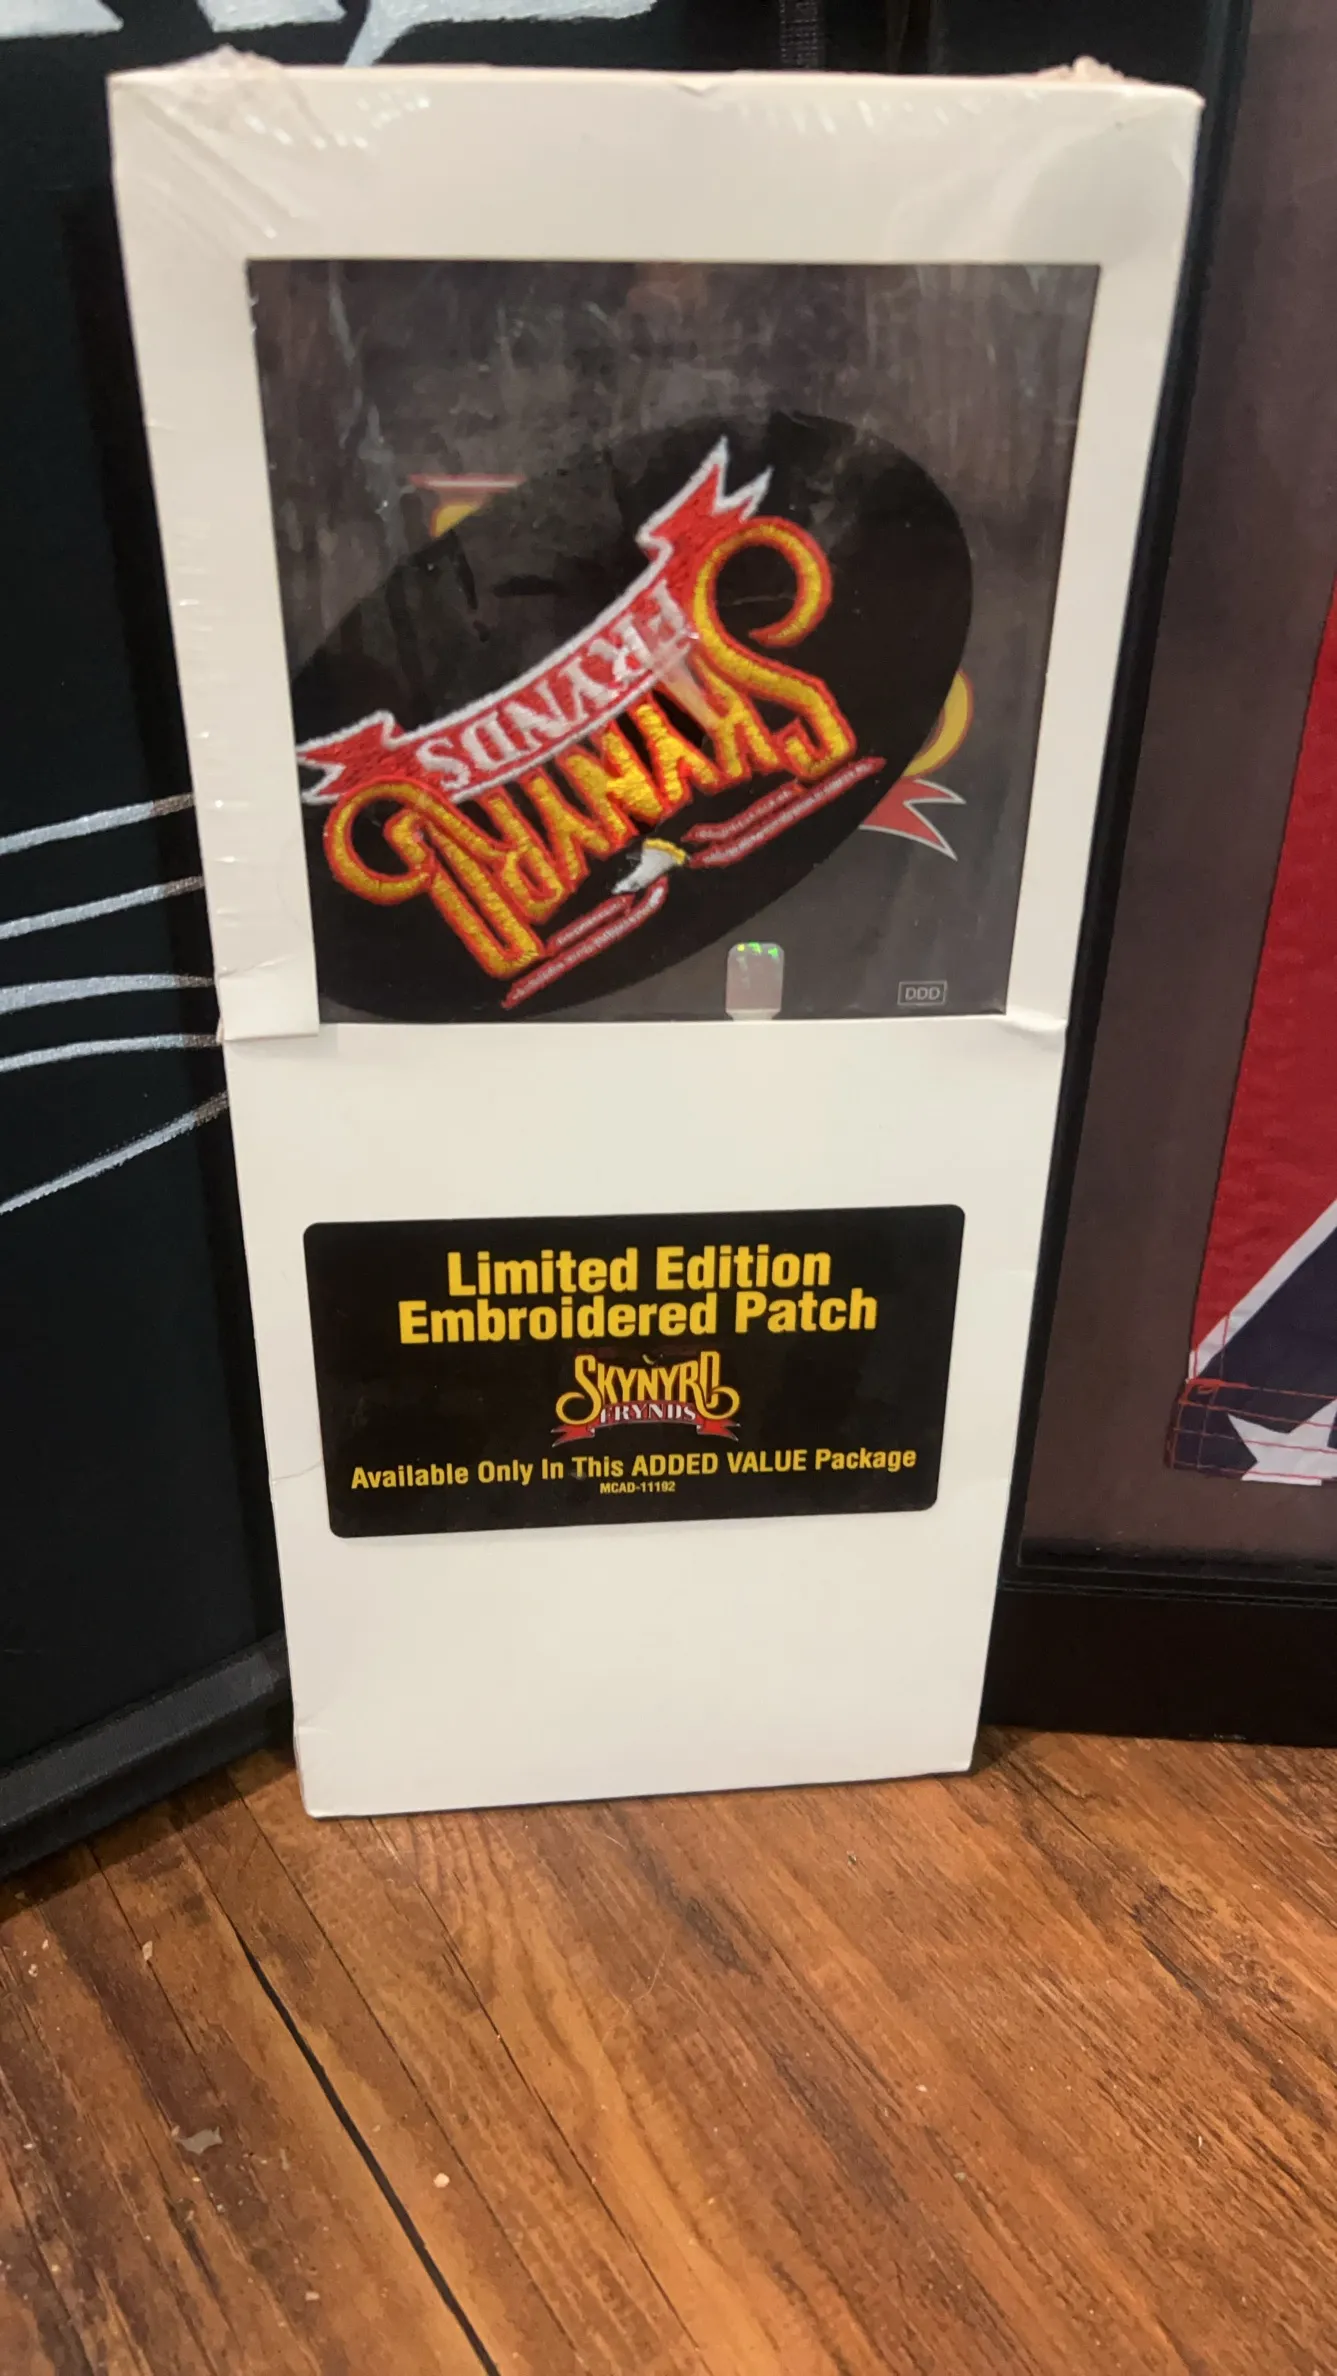 SKYNYRD
FRYNDS
DDD
Limited Edition
Embroidered Patch
SKYNYRD
FRYNDS
Available Only In This ADDED VALUE Package
MCAD-11192